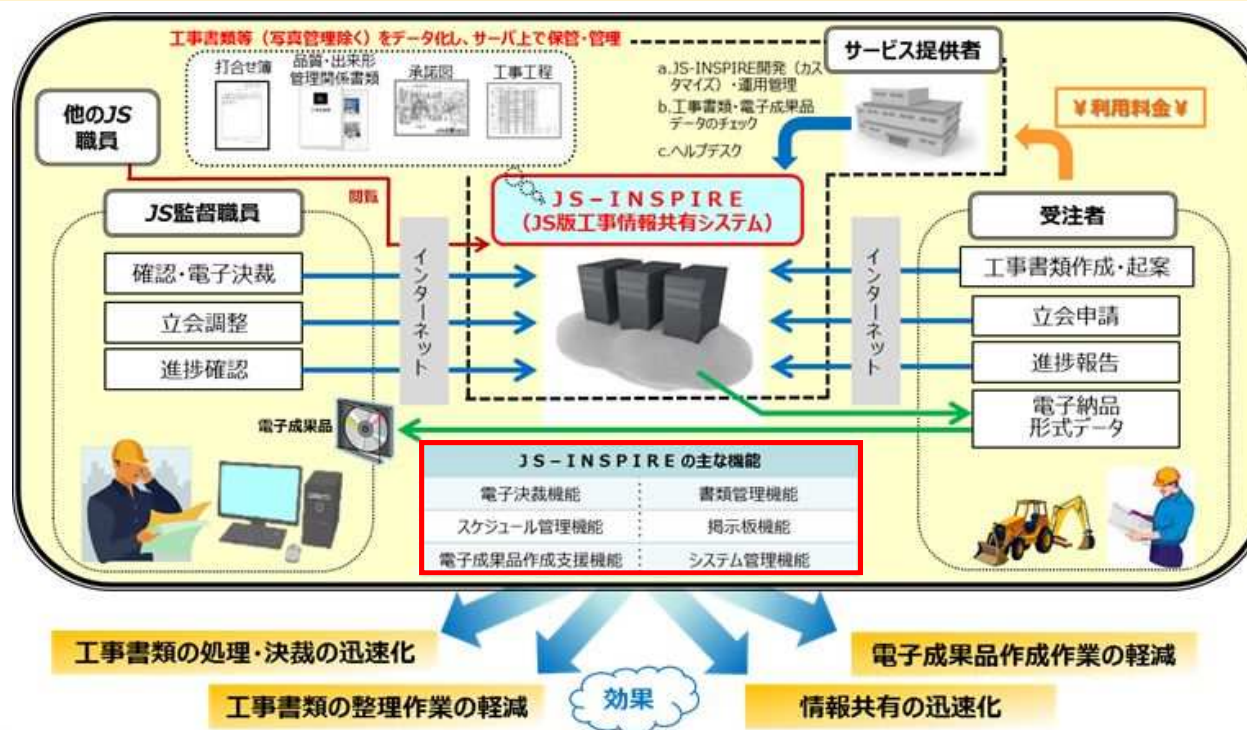 工事書類等（写真管理除く）をデータ化し、サーバ上で保管・管理
打合せ簿
品質・出来形
管理関係書類
承諾図
工事工程
他のJS
職員
閲覧
サービス提供者
a.JS-INSPIRE開発（カス
タマイズ）・運用管理
b.工事書類・電子成果品
データのチェック
c.ヘルプデスク
￥利用料金￥
JS－INSPIRE
（JS版工事情報共有システム）
JS監督職員
確認・電子決裁
立会調整
進捗確認
インターネット
インターネット
受注者
工事書類作成・起案
立会申請
進捗報告
電子納品
形式データ
電子成果品
JS－INSPIREの主な機能
電子決裁機能
書類管理機能
スケジュール管理機能
掲示板機能
電子成果品作成支援機能
システム管理機能
工事書類の処理・決裁の迅速化
電子成果品作成作業の軽減
工事書類の整理作業の軽減
効果
情報共有の迅速化